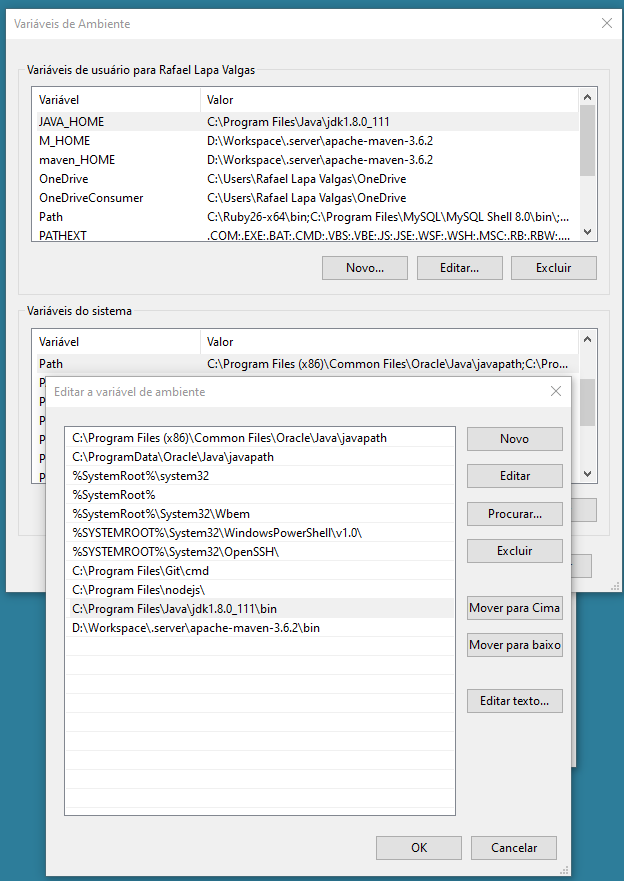 Variáveis de Ambiente
Variáveis de usuário para Rafael Lapa Valgas
Variável Valor
JAVA_HOME C:\Program Files\Java\jdk1.8.0_111
M_HOME D:\Workspace\.server\apache-maven-3.6.2
maven_HOME D:\Workspace\.server\apache-maven-3.6.2
OneDrive C:\Users\Rafael Lapa Valgas\OneDrive
OneDriveConsumer C:\Users\Rafael Lapa Valgas\OneDrive
Path C:\Ruby26-x64\bin;C:\Program Files\MySQL\MySQL Shell 8.0\bin\;...
PATHEXT .COM;.EXE;.BAT;.CMD;.VBS;.VBE;.JS;.JSE;.WSF;.WSH;.MSC;.RB;.RBW;....
Novo... Editar... Excluir
Variáveis do sistema
Variável Valor
Path C:\Program Files (x86)\Common Files\Oracle\Java\javapath;C:\Pro...
Editar a variável de ambiente
C:\Program Files (x86)\Common Files\Oracle\Java\javapath
C:\ProgramData\Oracle\Java\javapath
%SystemRoot%\system32
%SystemRoot%
%SystemRoot%\System32\Wbem
%SYSTEMROOT%\System32\WindowsPowerShell\v1.0\
%SYSTEMROOT%\System32\OpenSSH\
C:\Program Files\Git\cmd
C:\Program Files\nodejs\
C:\Program Files\Java\jdk1.8.0_111\bin
D:\Workspace\.server\apache-maven-3.6.2\bin
Novo
Editar
Procurar...
Excluir
Mover para Cima
Mover para baixo
Editar texto...
OK Cancelar